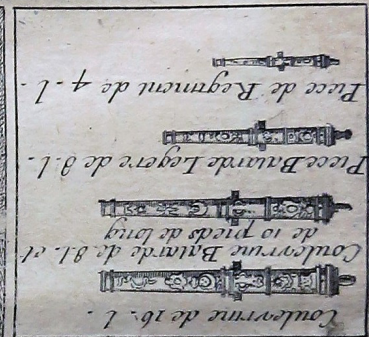 Coulevrine de 16. l.
Coulevrine Batarde de 8 l. et
de 10 pieds de long
Piece Batarde Legere de 8. l.
Piece de Regiment de 4. l.